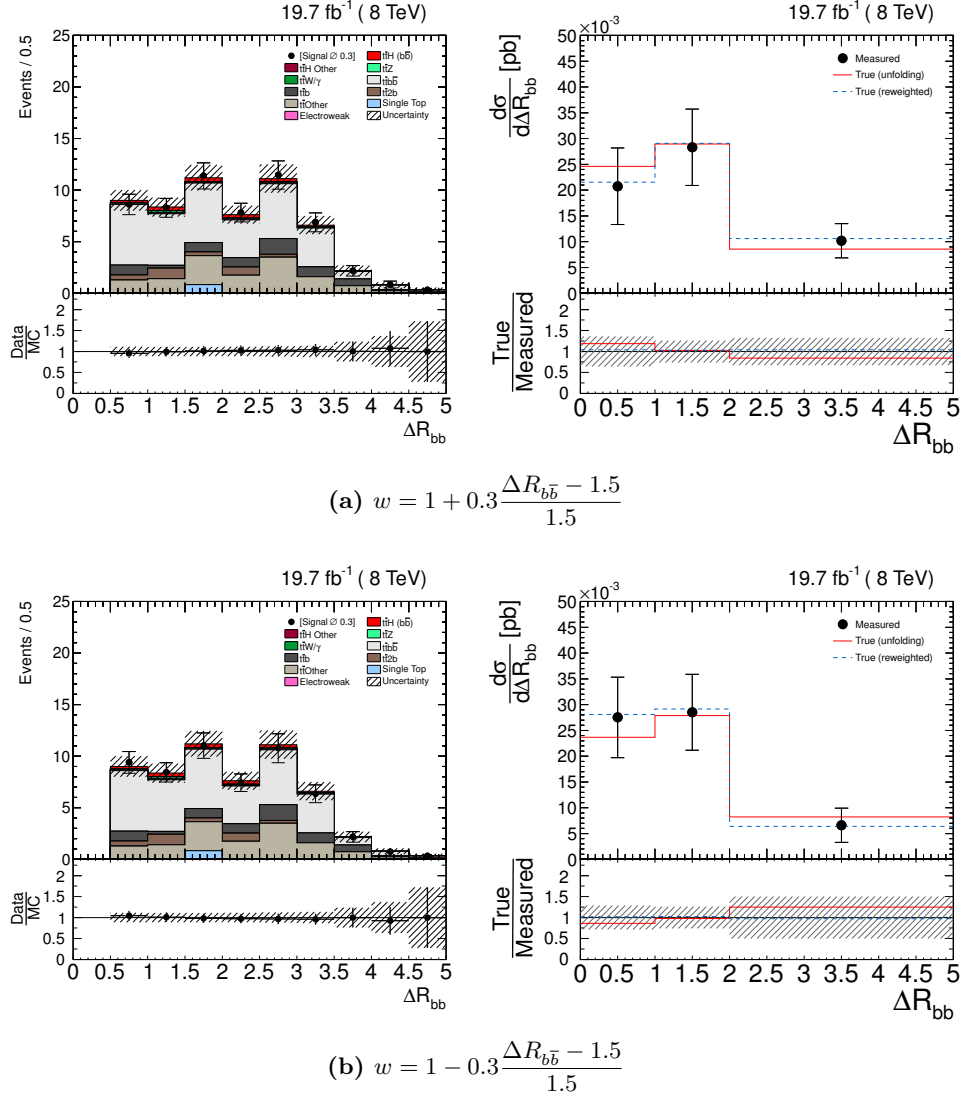 19.7 fb⁻¹ ( 8 TeV)
Events / 0.5
25
20
15
10
5
0
[Signal Ø 0.3]
tt̄H (bb̄)
tt̄H Other
tt̄Z
tt̄W/γ
tt̄bb̄
tt̄b
tt̄2b
tt̄Other
Single Top
Electroweak
Uncertainty
Data
MC
2
1.5
1
0.5
0
0 0.5 1 1.5 2 2.5 3 3.5 4 4.5 5
ΔR_bb
19.7 fb⁻¹ ( 8 TeV)
×10⁻³
dσ
dΔR_bb [pb]
50
45
40
35
30
25
20
15
10
5
0
Measured
True (unfolding)
True (reweighted)
True
Measured
2
1.5
1
0.5
0
0 0.5 1 1.5 2 2.5 3 3.5 4 4.5 5
ΔR_bb
(a) w = 1 + 0.3 (ΔR_bb̄ − 1.5)/1.5
19.7 fb⁻¹ ( 8 TeV)
Events / 0.5
25
20
15
10
5
0
[Signal Ø 0.3]
tt̄H (bb̄)
tt̄H Other
tt̄Z
tt̄W/γ
tt̄bb̄
tt̄b
tt̄2b
tt̄Other
Single Top
Electroweak
Uncertainty
Data
MC
2
1.5
1
0.5
0
0 0.5 1 1.5 2 2.5 3 3.5 4 4.5 5
ΔR_bb
19.7 fb⁻¹ ( 8 TeV)
×10⁻³
dσ
dΔR_bb [pb]
50
45
40
35
30
25
20
15
10
5
0
Measured
True (unfolding)
True (reweighted)
True
Measured
2
1.5
1
0.5
0
0 0.5 1 1.5 2 2.5 3 3.5 4 4.5 5
ΔR_bb
(b) w = 1 − 0.3 (ΔR_bb̄ − 1.5)/1.5